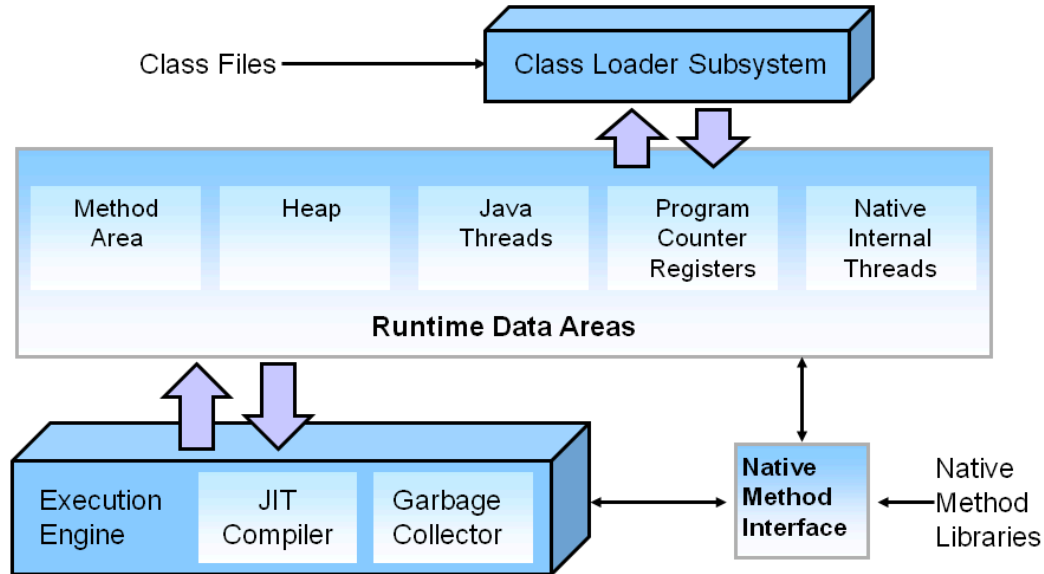 Class Files
Class Loader Subsystem
Method
Area
Heap
Java
Threads
Program
Counter
Registers
Native
Internal
Threads
Runtime Data Areas
Execution
Engine
JIT
Compiler
Garbage
Collector
Native
Method
Interface
Native
Method
Libraries